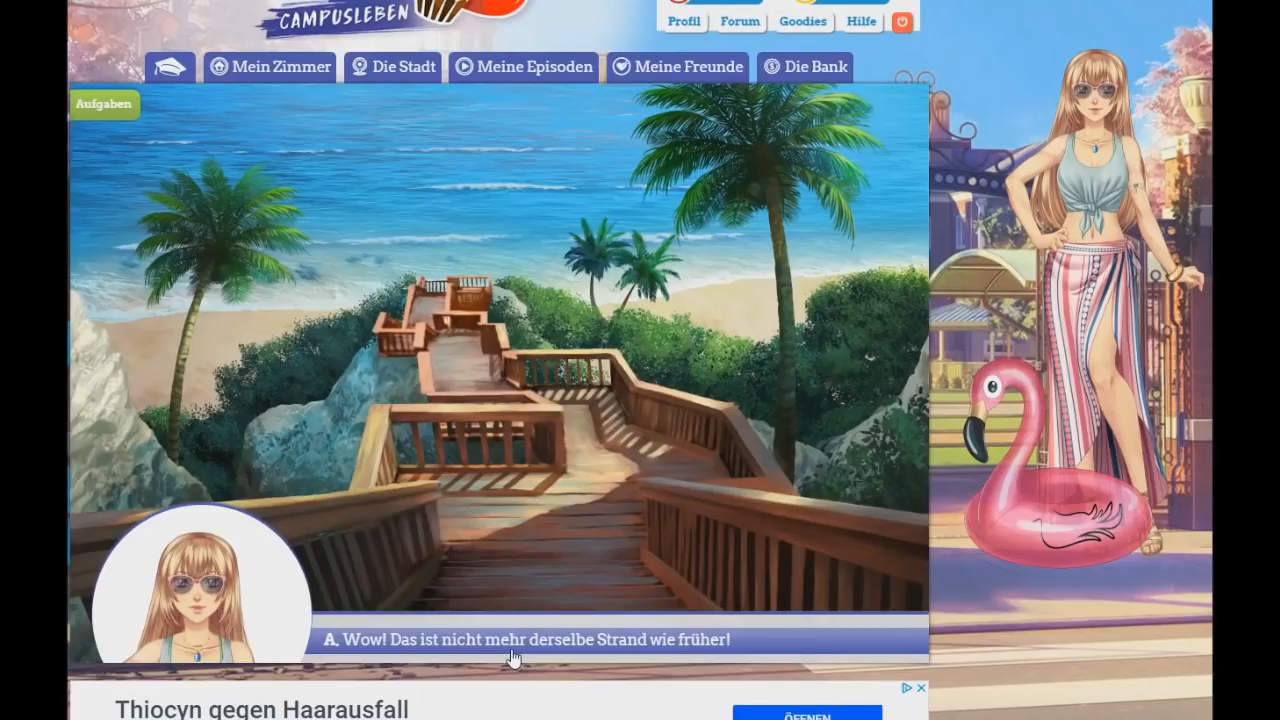 CAMPUSLEBEN
Profil
Forum
Goodies
Hilfe
Mein Zimmer
Die Stadt
Meine Episoden
Meine Freunde
Die Bank
Aufgaben
A. Wow! Das ist nicht mehr derselbe Strand wie früher!
Thiocyn gegen Haarausfall
ÖFFNEN